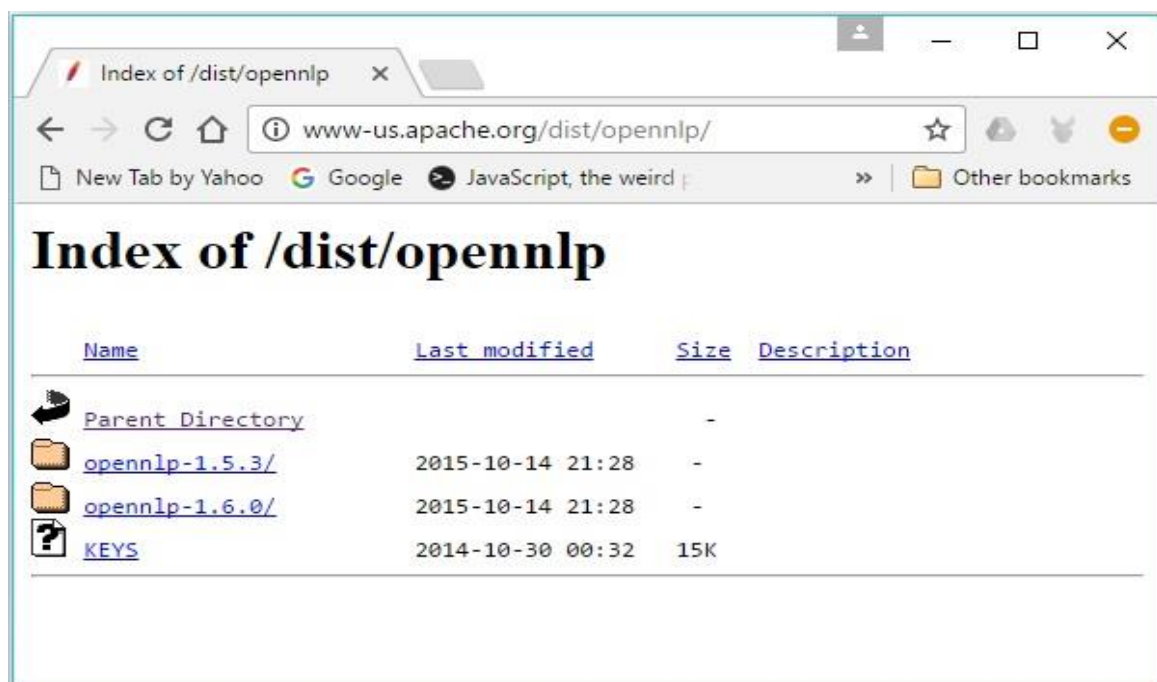 Index of /dist/opennlp
www-us.apache.org/dist/opennlp/
New Tab by Yahoo Google JavaScript, the weird » Other bookmarks
Index of /dist/opennlp
Name Last modified Size Description
Parent Directory -
opennlp-1.5.3/ 2015-10-14 21:28 -
opennlp-1.6.0/ 2015-10-14 21:28 -
KEYS 2014-10-30 00:32 15K